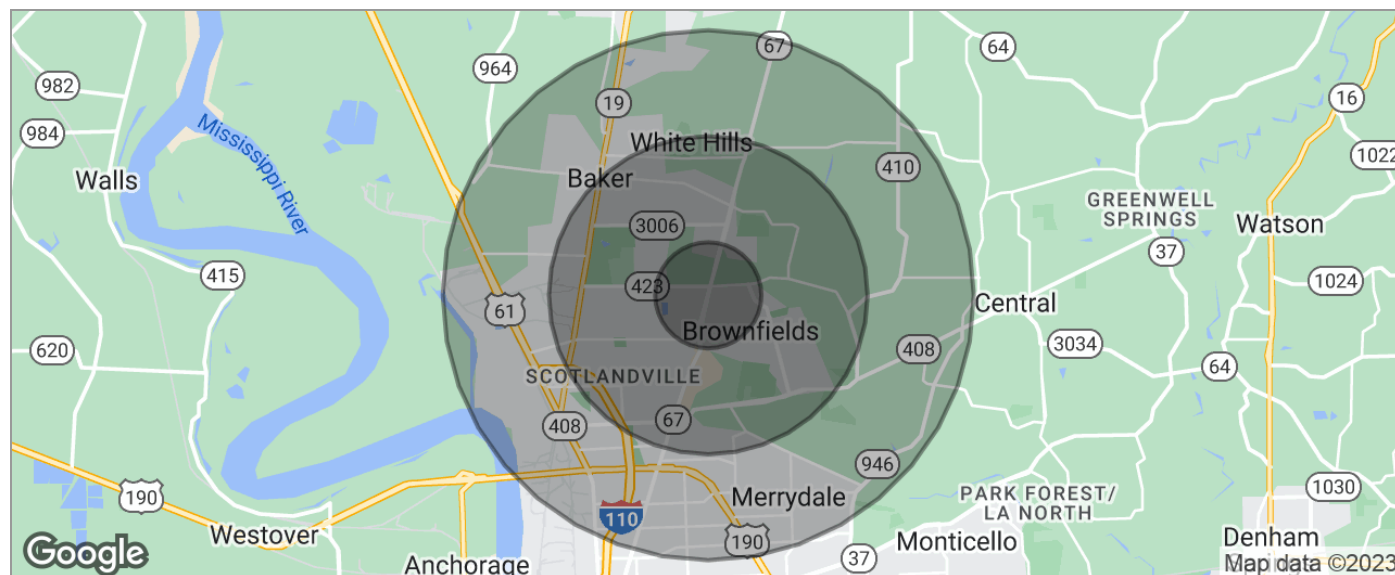 67
64
964
982
16
19
984
Mississippi River
White Hills
1022
410
Walls
Baker
GREENWELL
SPRINGS
3006
Watson
37
415
1024
423
61
Central
Brownfields
620
408
3034
64
SCOTLANDVILLE
67
408
946
190
Merrydale
PARK FOREST/
LA NORTH
1030
110
Westover
190
Monticello
Denham
Google
37
Anchorage
Map data ©2023